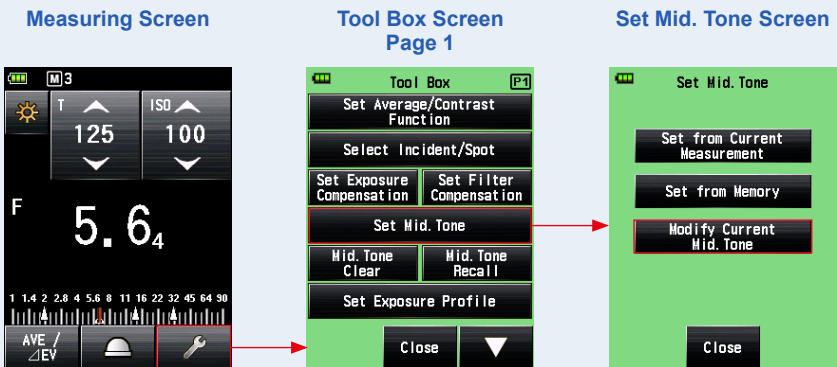 Measuring Screen
M 3
T
125
ISO
100
F
5.6 4
1 1.4 2 2.8 4 5.6 8 11 16 22 32 45 64 90
AVE /
⊿EV
Tool Box Screen
Page 1
Tool Box P1
Set Average/Contrast
Function
Select Incident/Spot
Set Exposure
Compensation
Set Filter
Compensation
Set Mid. Tone
Mid. Tone
Clear
Mid. Tone
Recall
Set Exposure Profile
Close
Set Mid. Tone Screen
Set Mid. Tone
Set from Current
Measurement
Set from Memory
Modify Current
Mid. Tone
Close